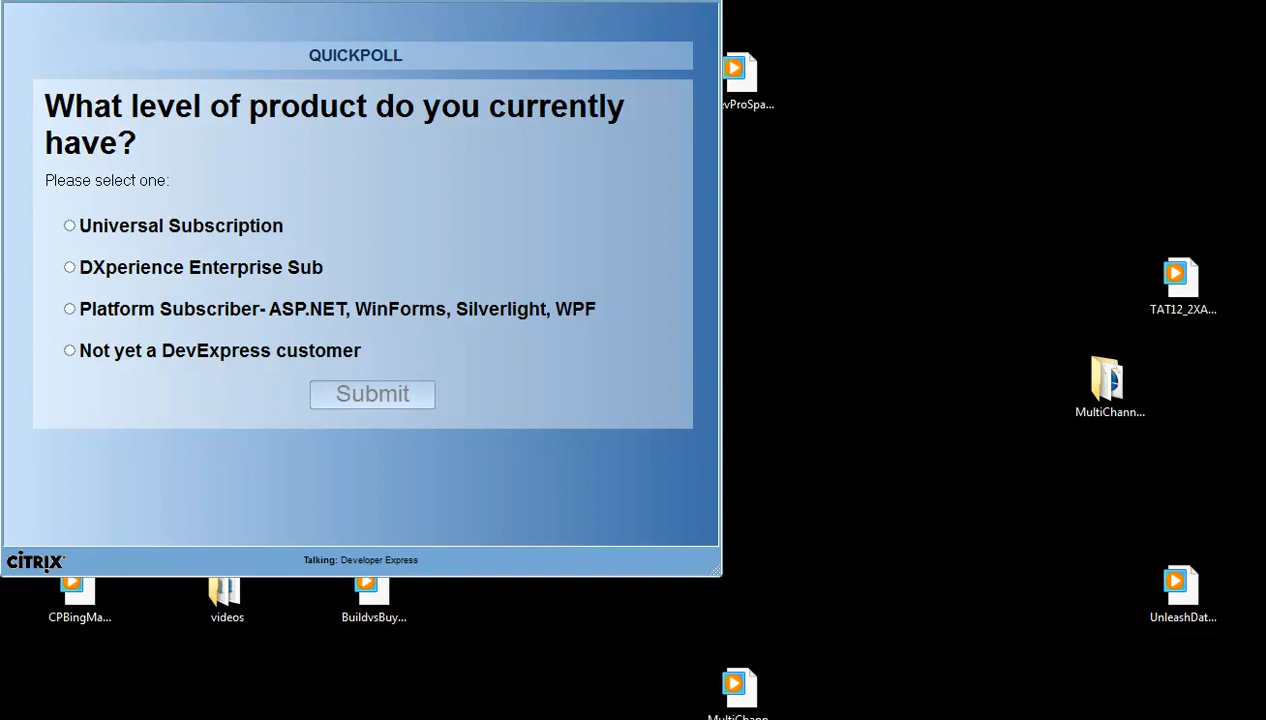 QUICKPOLL
What level of product do you currently
have?
Please select one:
Universal Subscription
DXperience Enterprise Sub
Platform Subscriber- ASP.NET, WinForms, Silverlight, WPF
Not yet a DevExpress customer
Submit
CITRIX
Talking: Developer Express
vProSpa...
TAT12_2XA...
MultiChann...
CPBingMa...
videos
BuildvsBuy...
UnleashDat...
MultiChann